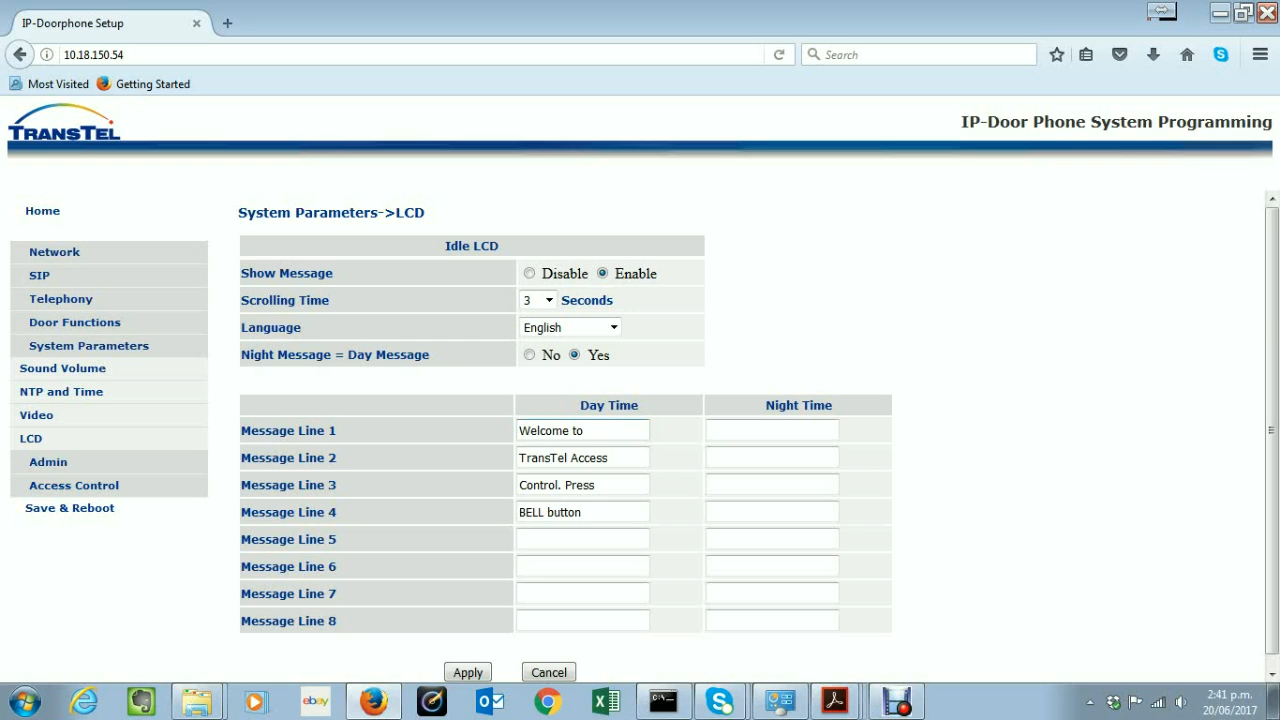 IP-Doorphone Setup
10.18.150.54
Search
Most Visited
Getting Started
TRANSTEL
IP-Door Phone System Programming
Home
Network
SIP
Telephony
Door Functions
System Parameters
Sound Volume
NTP and Time
Video
LCD
Admin
Access Control
Save & Reboot
System Parameters->LCD
Idle LCD
Show Message Disable Enable
Scrolling Time 3 Seconds
Language English
Night Message = Day Message No Yes
Day Time Night Time
Message Line 1 Welcome to
Message Line 2 TransTel Access
Message Line 3 Control. Press
Message Line 4 BELL button
Message Line 5
Message Line 6
Message Line 7
Message Line 8
Apply Cancel
ebay
2:41 p.m.
20/06/2017